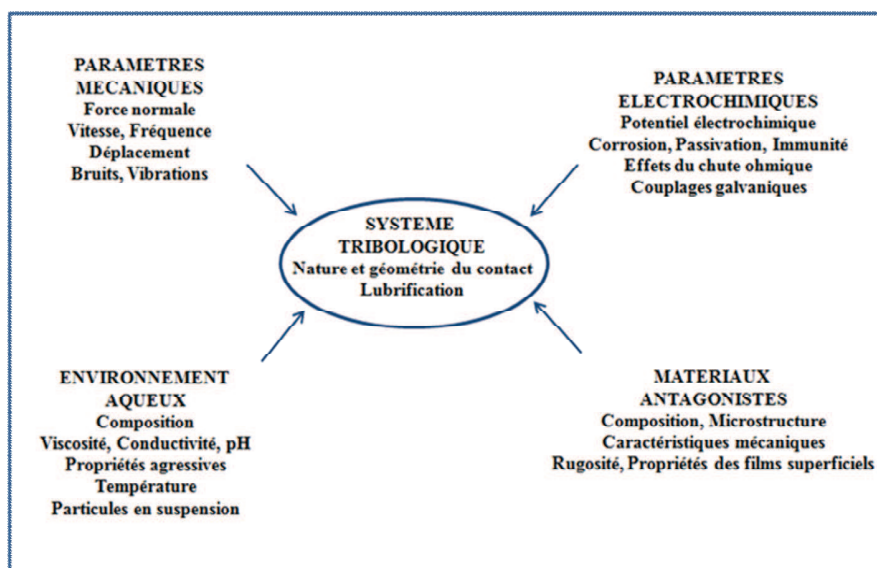 PARAMETRES
MECANIQUES
Force normale
Vitesse, Fréquence
Déplacement
Bruits, Vibrations
PARAMETRES
ELECTROCHIMIQUES
Potentiel électrochimique
Corrosion, Passivation, Immunité
Effets du chute ohmique
Couplages galvaniques
SYSTEME
TRIBOLOGIQUE
Nature et géométrie du contact
Lubrification
ENVIRONNEMENT
AQUEUX
Composition
Viscosité, Conductivité, pH
Propriétés agressives
Température
Particules en suspension
MATERIAUX
ANTAGONISTES
Composition, Microstructure
Caractéristiques mécaniques
Rugosité, Propriétés des films superficiels